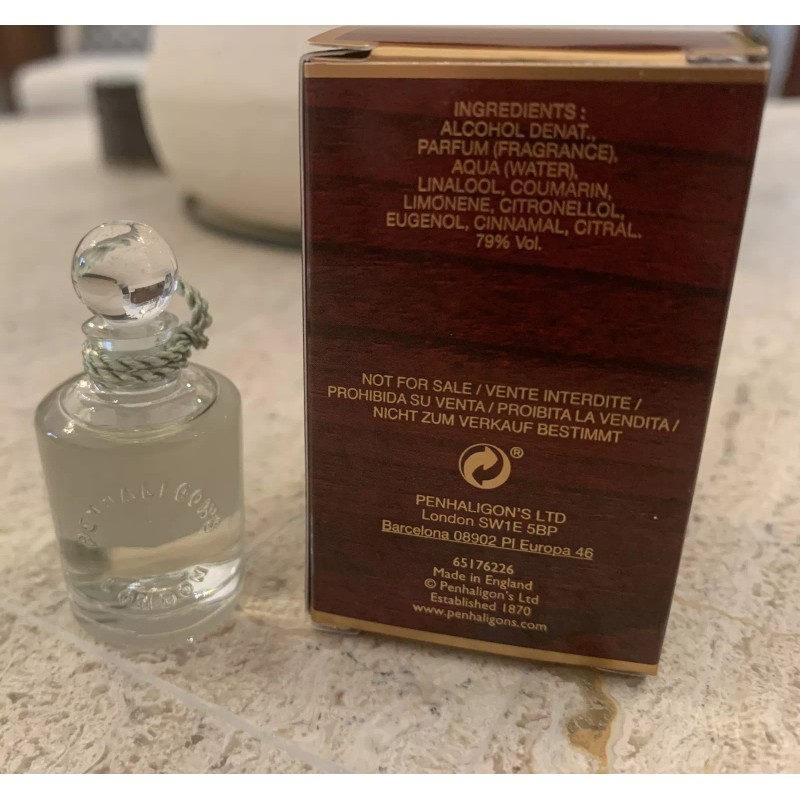 INGREDIENTS :
ALCOHOL DENAT.,
PARFUM (FRAGRANCE),
AQUA (WATER),
LINALOOL, COUMARIN,
LIMONENE, CITRONELLOL,
EUGENOL, CINNAMAL, CITRAL.
79% Vol.
NOT FOR SALE / VENTE INTERDITE /
PROHIBIDA SU VENTA / PROIBITA LA VENDITA /
NICHT ZUM VERKAUF BESTIMMT
®
PENHALIGON'S LTD
London SW1E 5BP
Barcelona 08902 Pl Europa 46
65176226
Made in England
© Penhaligon's Ltd
Established 1870
www.penhaligons.com
PENHALIGON'S
LONDON